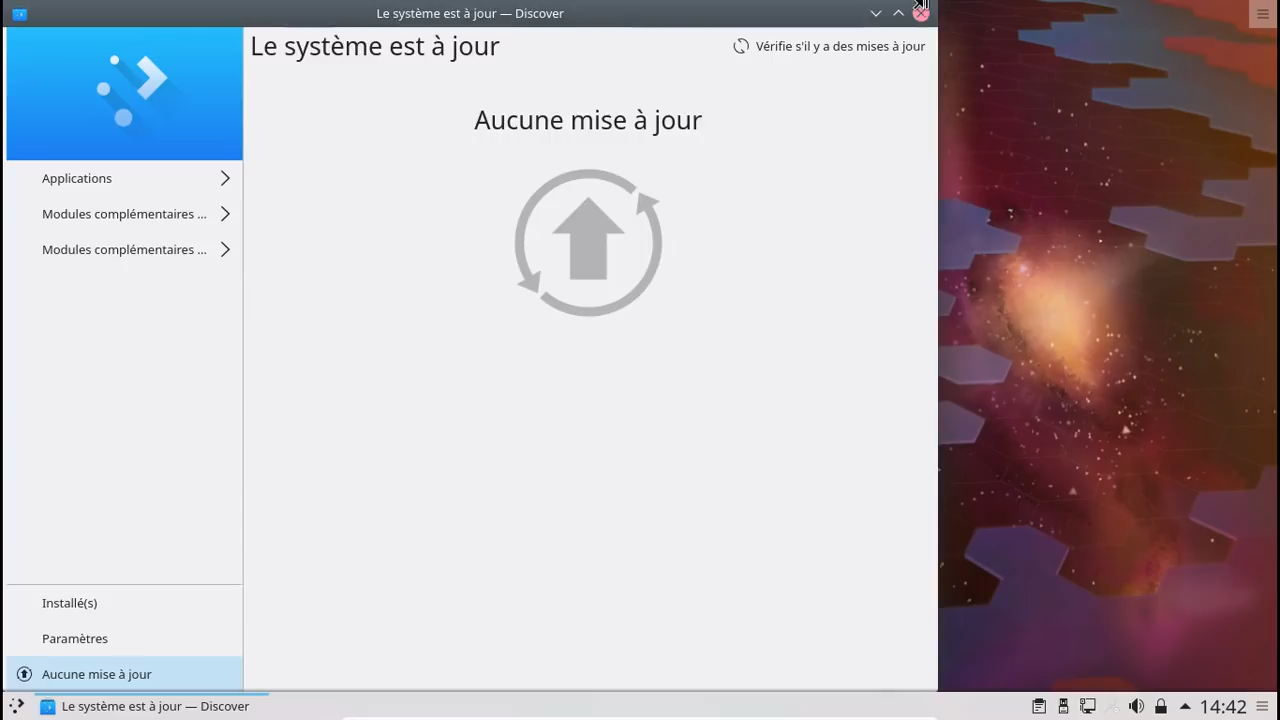 Le système est à jour — Discover
Le système est à jour
Vérifie s'il y a des mises à jour
Aucune mise à jour
Applications
Modules complémentaires ...
Modules complémentaires ...
Installé(s)
Paramètres
Aucune mise à jour
Le système est à jour — Discover
14:42